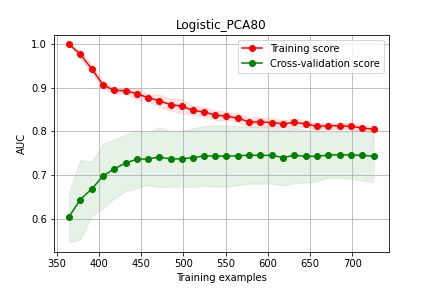 Logistic_PCA80
Training score
Cross-validation score
AUC
1.0
0.9
0.8
0.7
0.6
350 400 450 500 550 600 650 700
Training examples